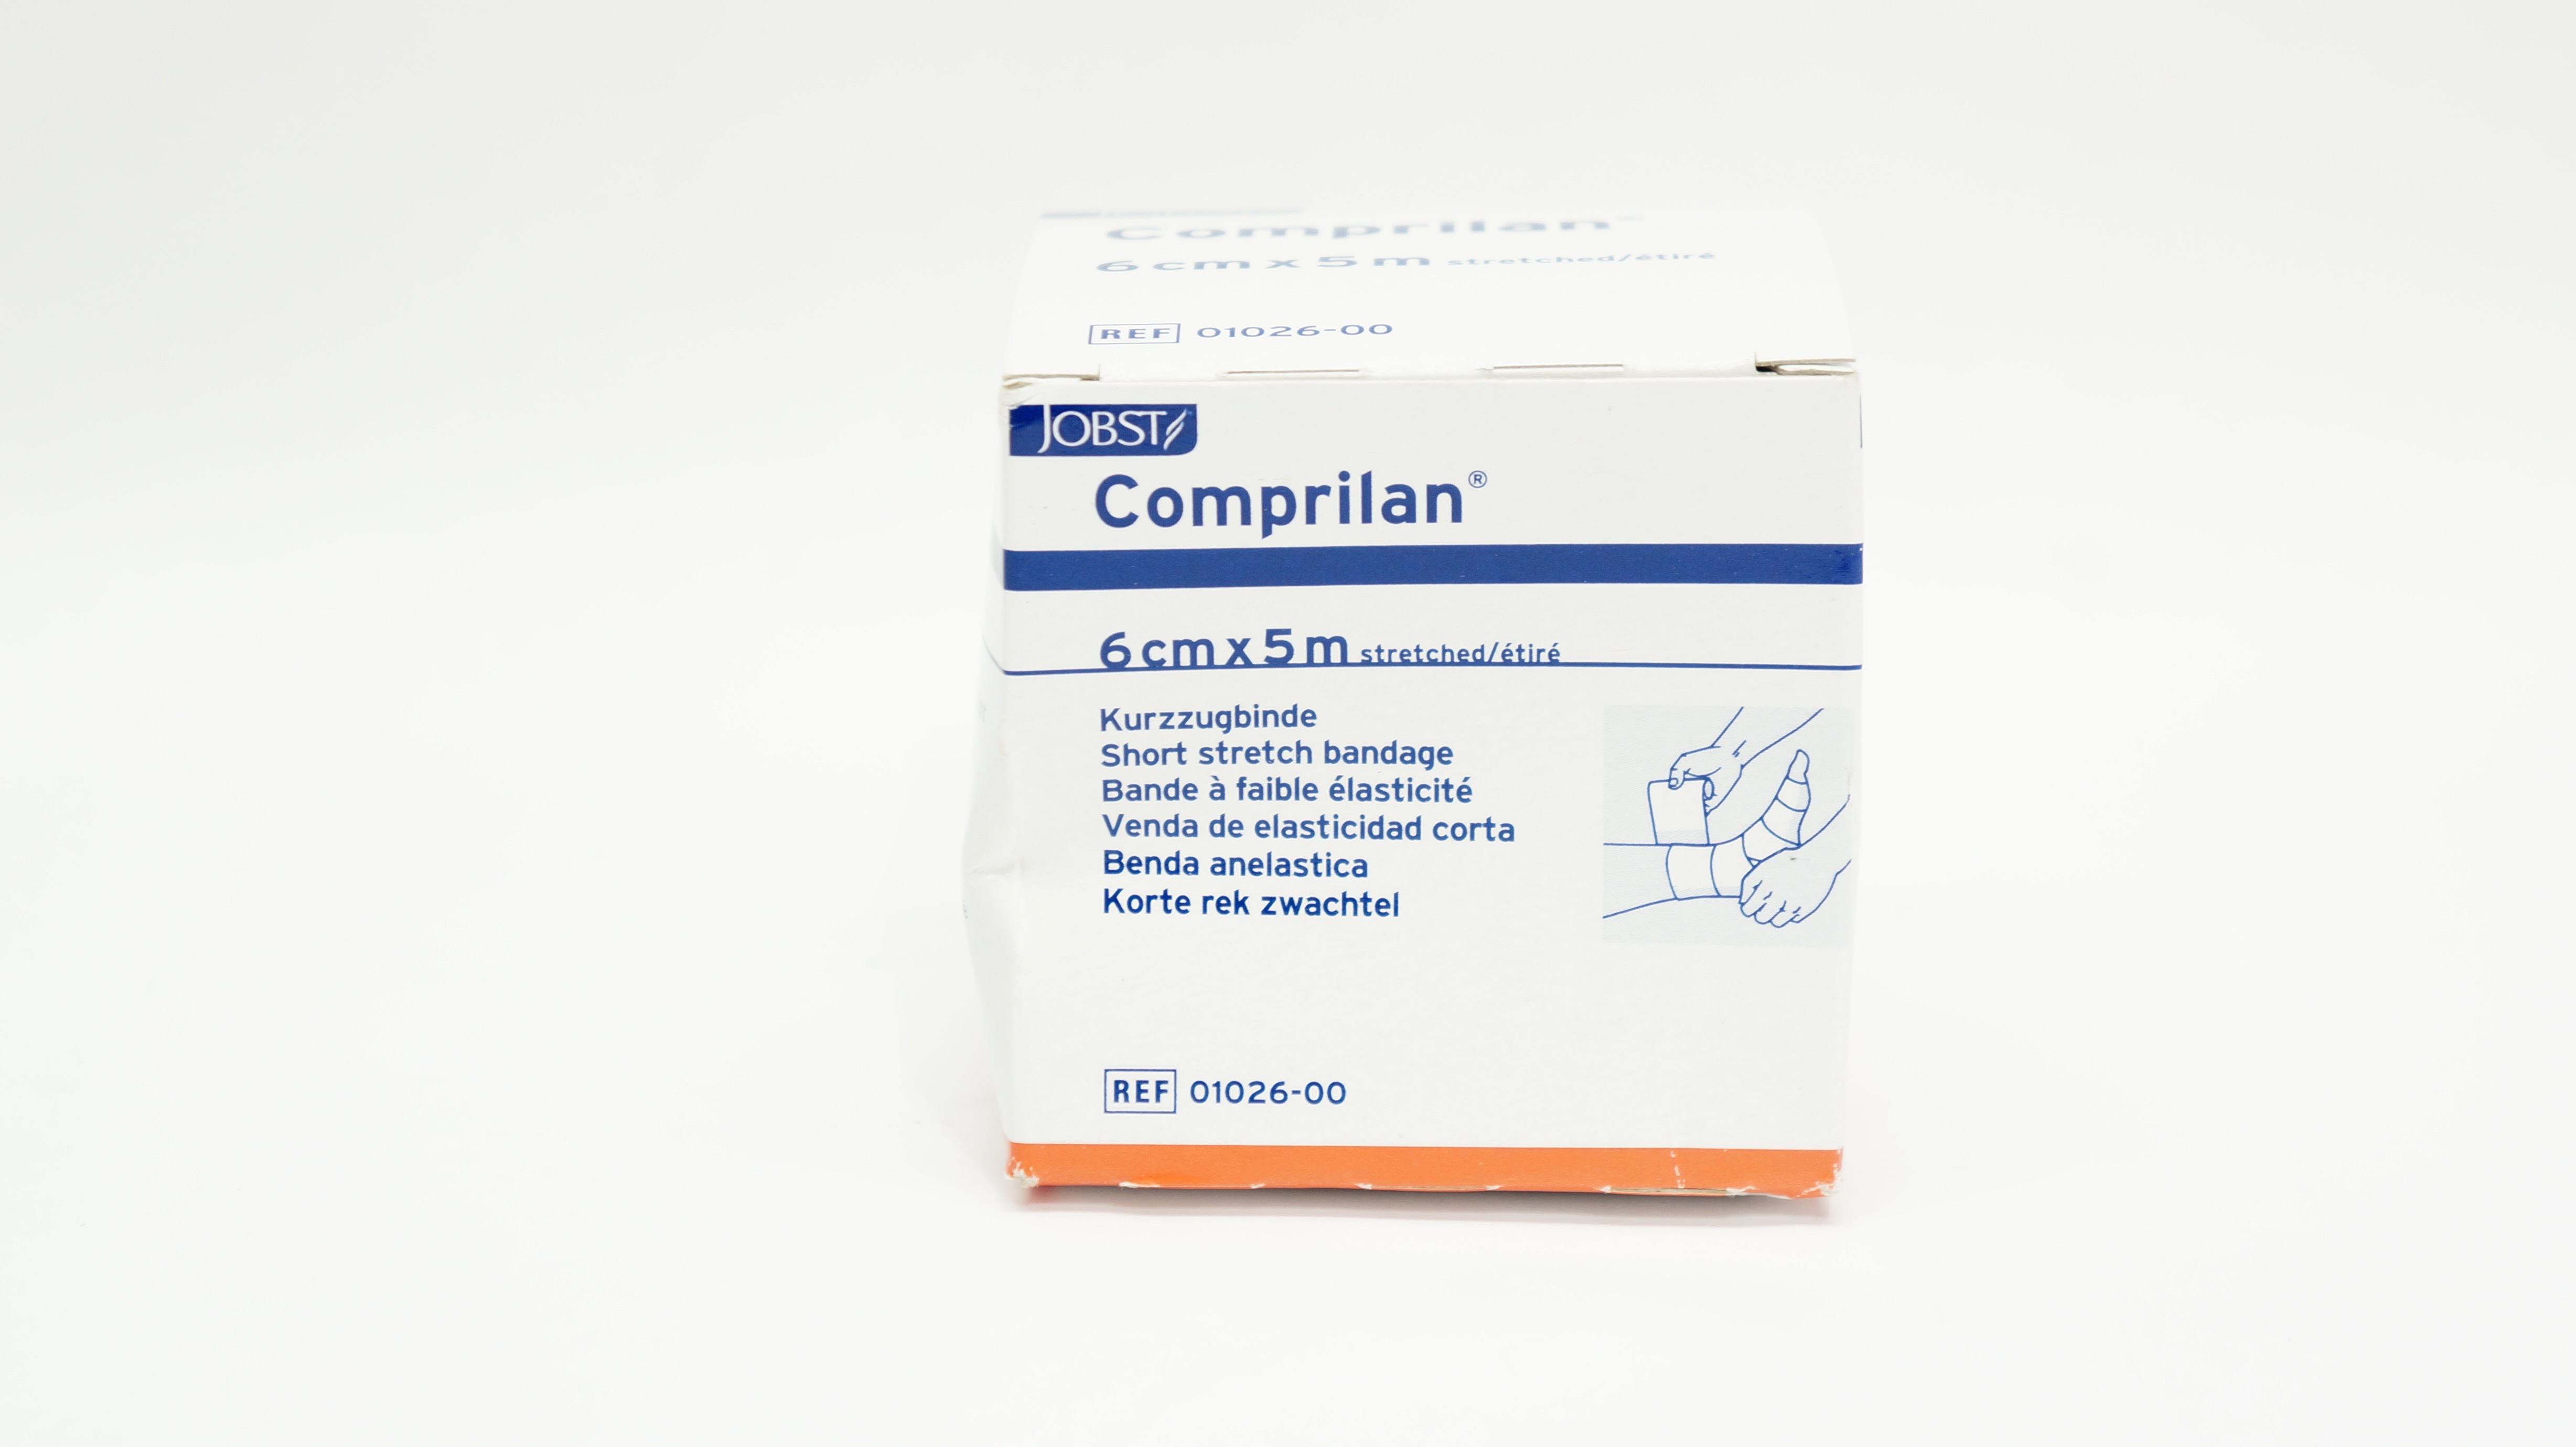 Comprilan
6 cm x 5 m stretched/étiré
REF 01026-00
JOBST
Comprilan®
6 cm x 5 m stretched/étiré
Kurzzugbinde
Short stretch bandage
Bande à faible élasticité
Venda de elasticidad corta
Benda anelastica
Korte rek zwachtel
REF 01026-00